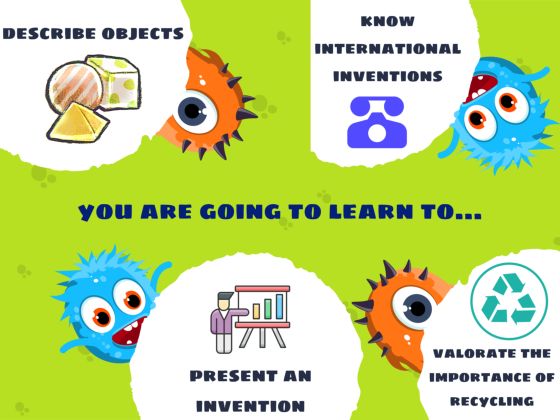 DESCRIBE OBJECTS
KNOW
INTERNATIONAL
INVENTIONS
YOU ARE GOING TO LEARN TO...
PRESENT AN
INVENTION
VALORATE THE
IMPORTANCE OF
RECYCLING